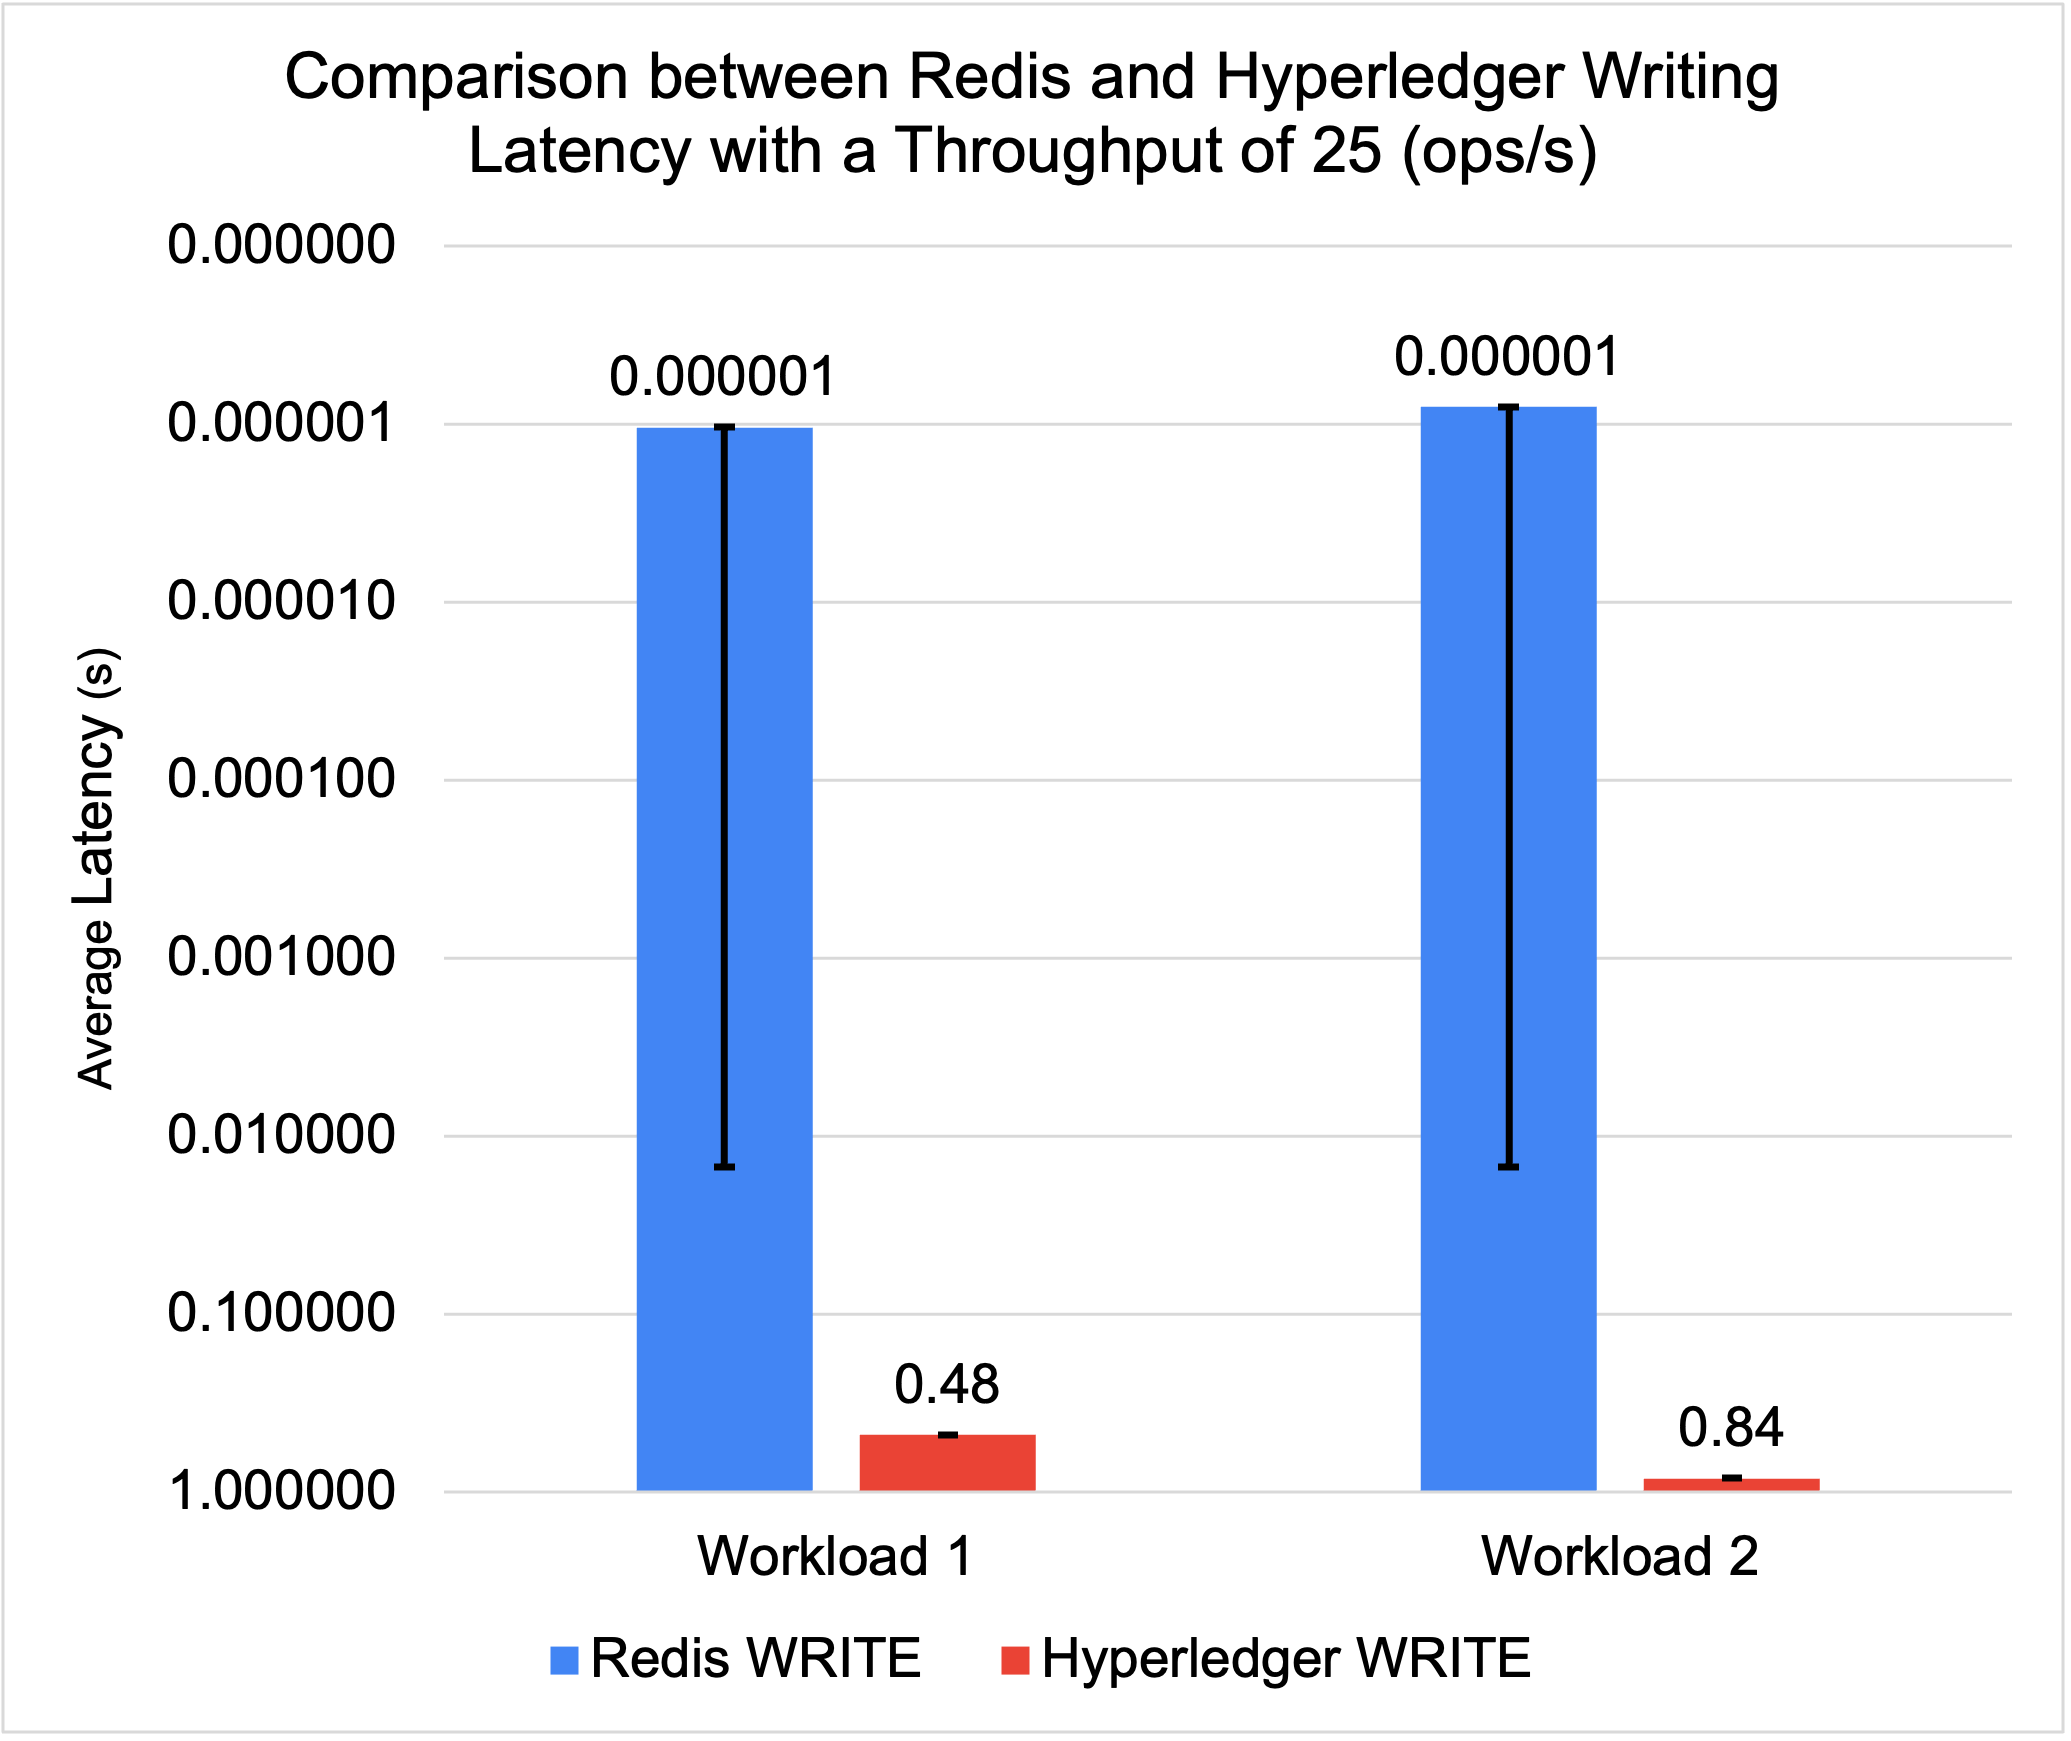 Comparison between Redis and Hyperledger Writing
Latency with a Throughput of 25 (ops/s)
Average Latency (s)
0.000000
0.000001
0.000010
0.000100
0.001000
0.010000
0.100000
1.000000
0.000001
0.48
0.000001
0.84
Workload 1
Workload 2
Redis WRITE
Hyperledger WRITE